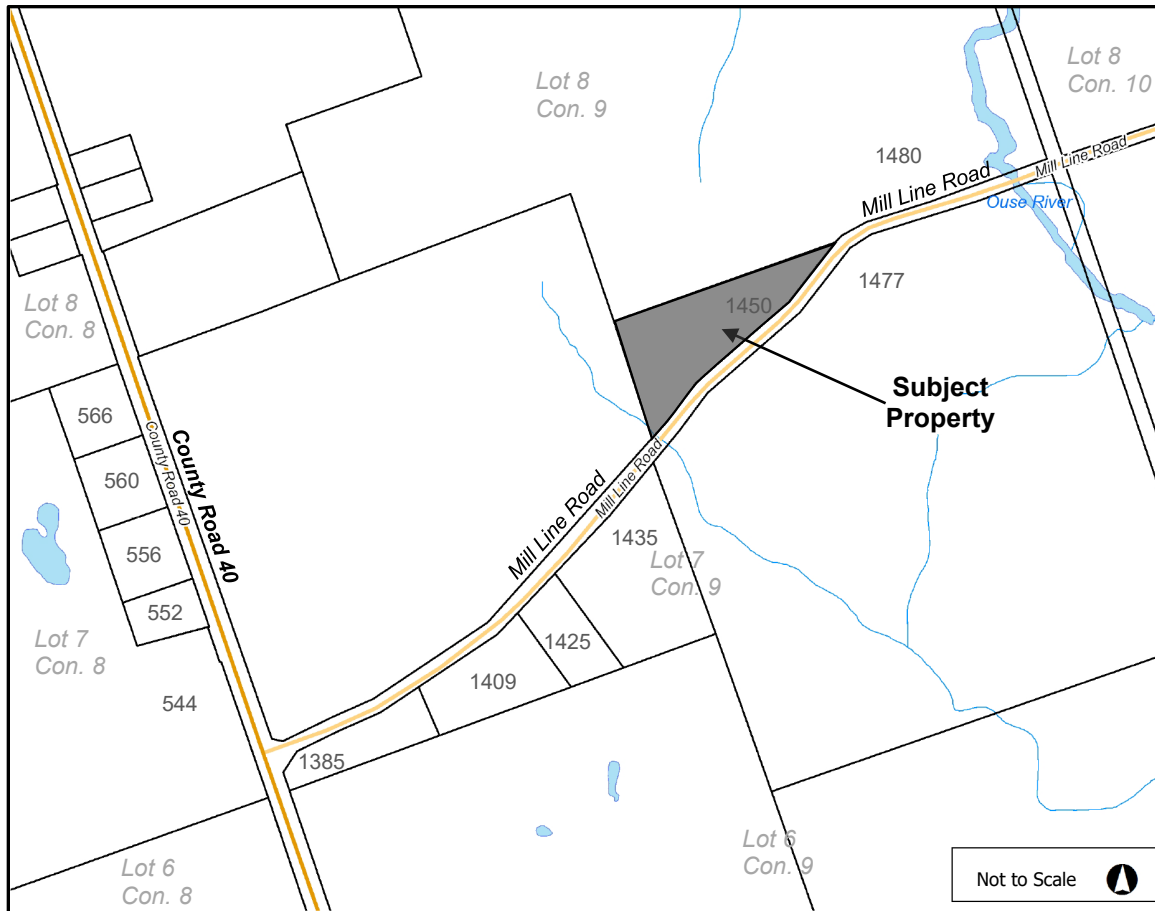 Lot 8
Con. 9
Lot 8
Con. 10
1480
Mill Line Road
Mill Line Road
Ouse River
1477
Lot 8
Con. 8
1450
Subject
Property
566
County Road 40
County Road 40
560
556
552
Mill Line Road
Mill Line Road
1435
Lot 7
Con. 9
Lot 7
Con. 8
1425
1409
544
1385
Lot 6
Con. 8
Lot 6
Con. 9
Not to Scale